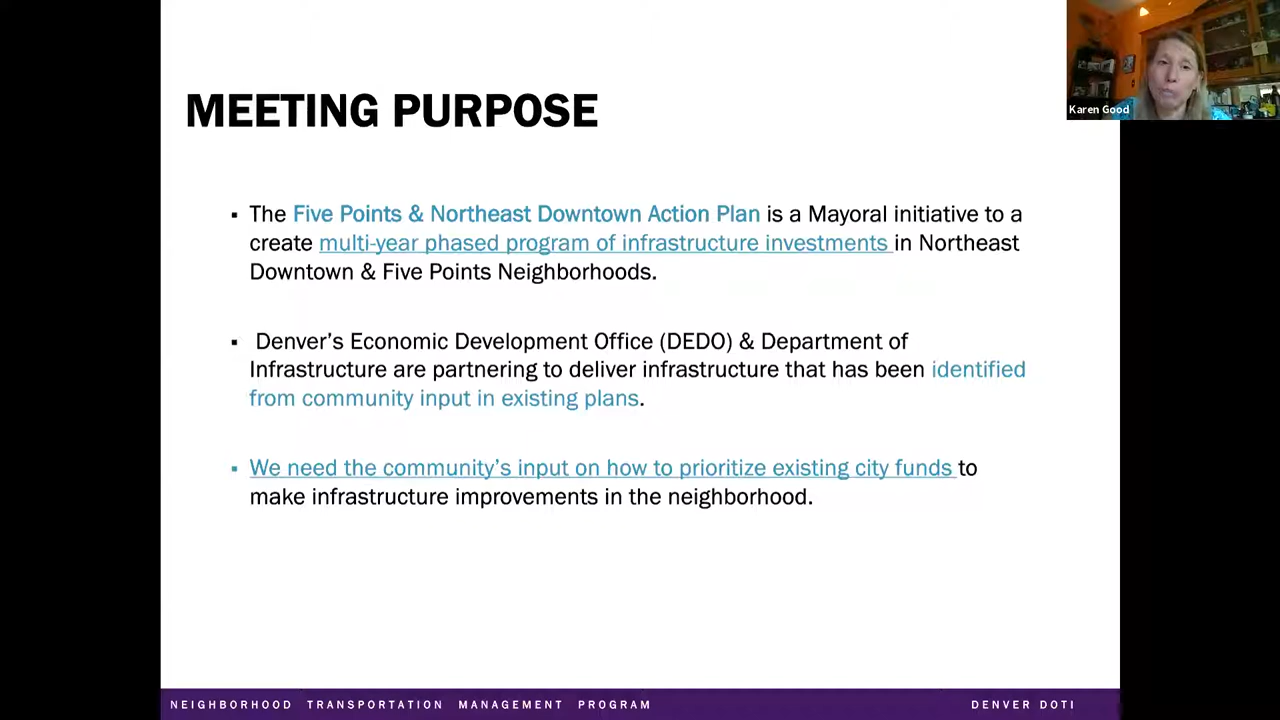 MEETING PURPOSE
Karen Good
▪ The Five Points & Northeast Downtown Action Plan is a Mayoral initiative to a
create multi-year phased program of infrastructure investments in Northeast
Downtown & Five Points Neighborhoods.
▪ Denver’s Economic Development Office (DEDO) & Department of
Infrastructure are partnering to deliver infrastructure that has been identified
from community input in existing plans.
▪ We need the community’s input on how to prioritize existing city funds to
make infrastructure improvements in the neighborhood.
NEIGHBORHOOD TRANSPORTATION MANAGEMENT PROGRAM
DENVER DOTI